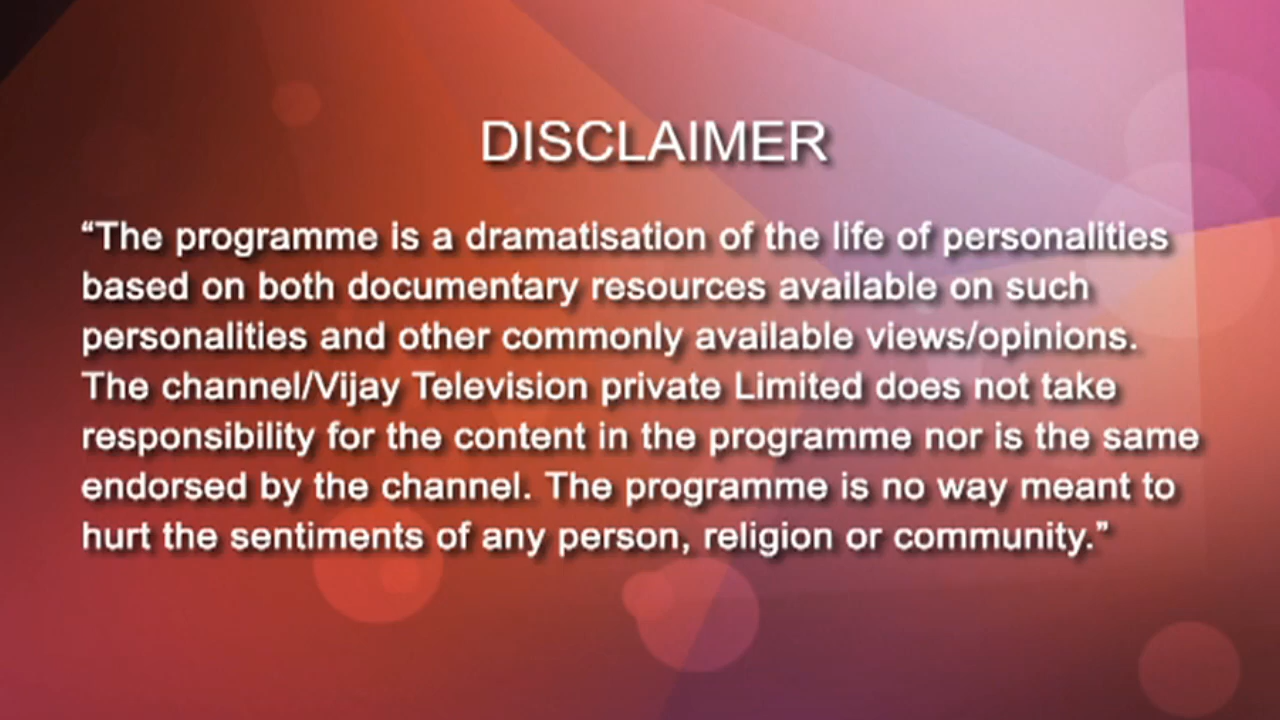 DISCLAIMER
“The programme is a dramatisation of the life of personalities
based on both documentary resources available on such
personalities and other commonly available views/opinions.
The channel/Vijay Television private Limited does not take
responsibility for the content in the programme nor is the same
endorsed by the channel. The programme is no way meant to
hurt the sentiments of any person, religion or community.”